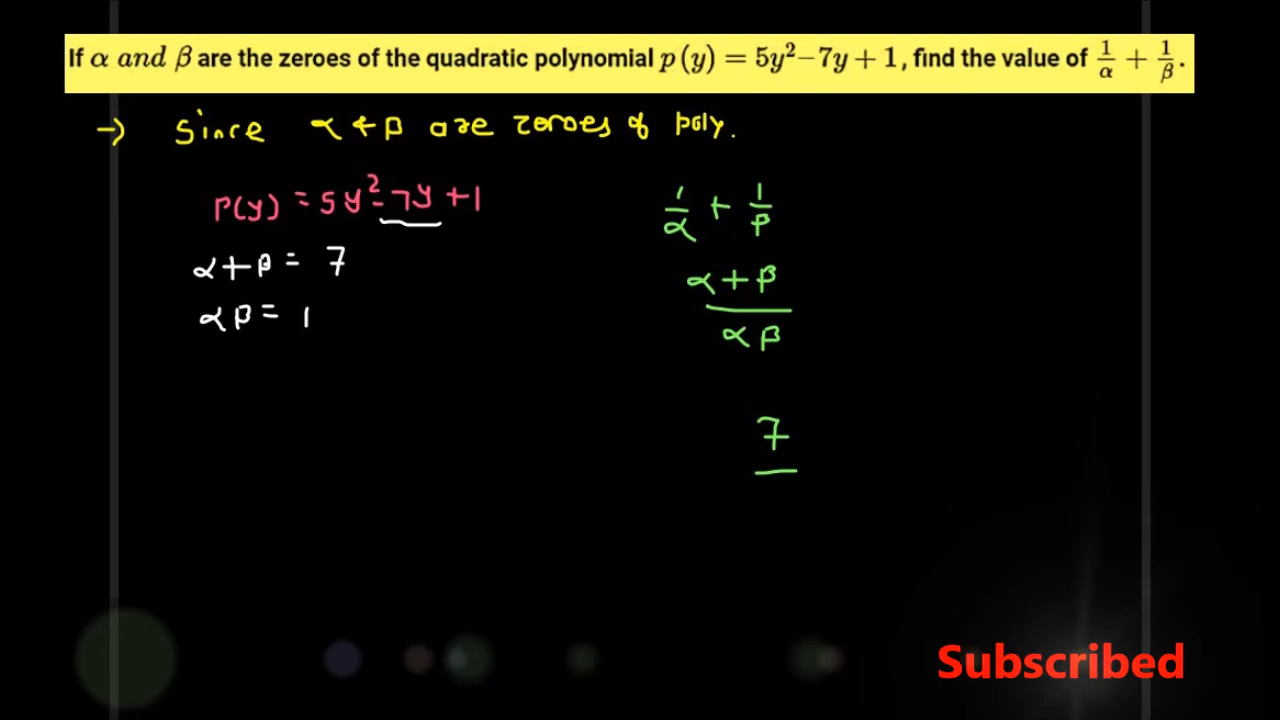 If α and β are the zeroes of the quadratic polynomial p(y) = 5y²−7y+1, find the value of 1/α + 1/β.
→ Since α & β are zeroes of poly.
P(y) = 5y² - 7y + 1
α+β = 7
αβ = 1
1/α + 1/β
α+β / αβ
7
Subscribed